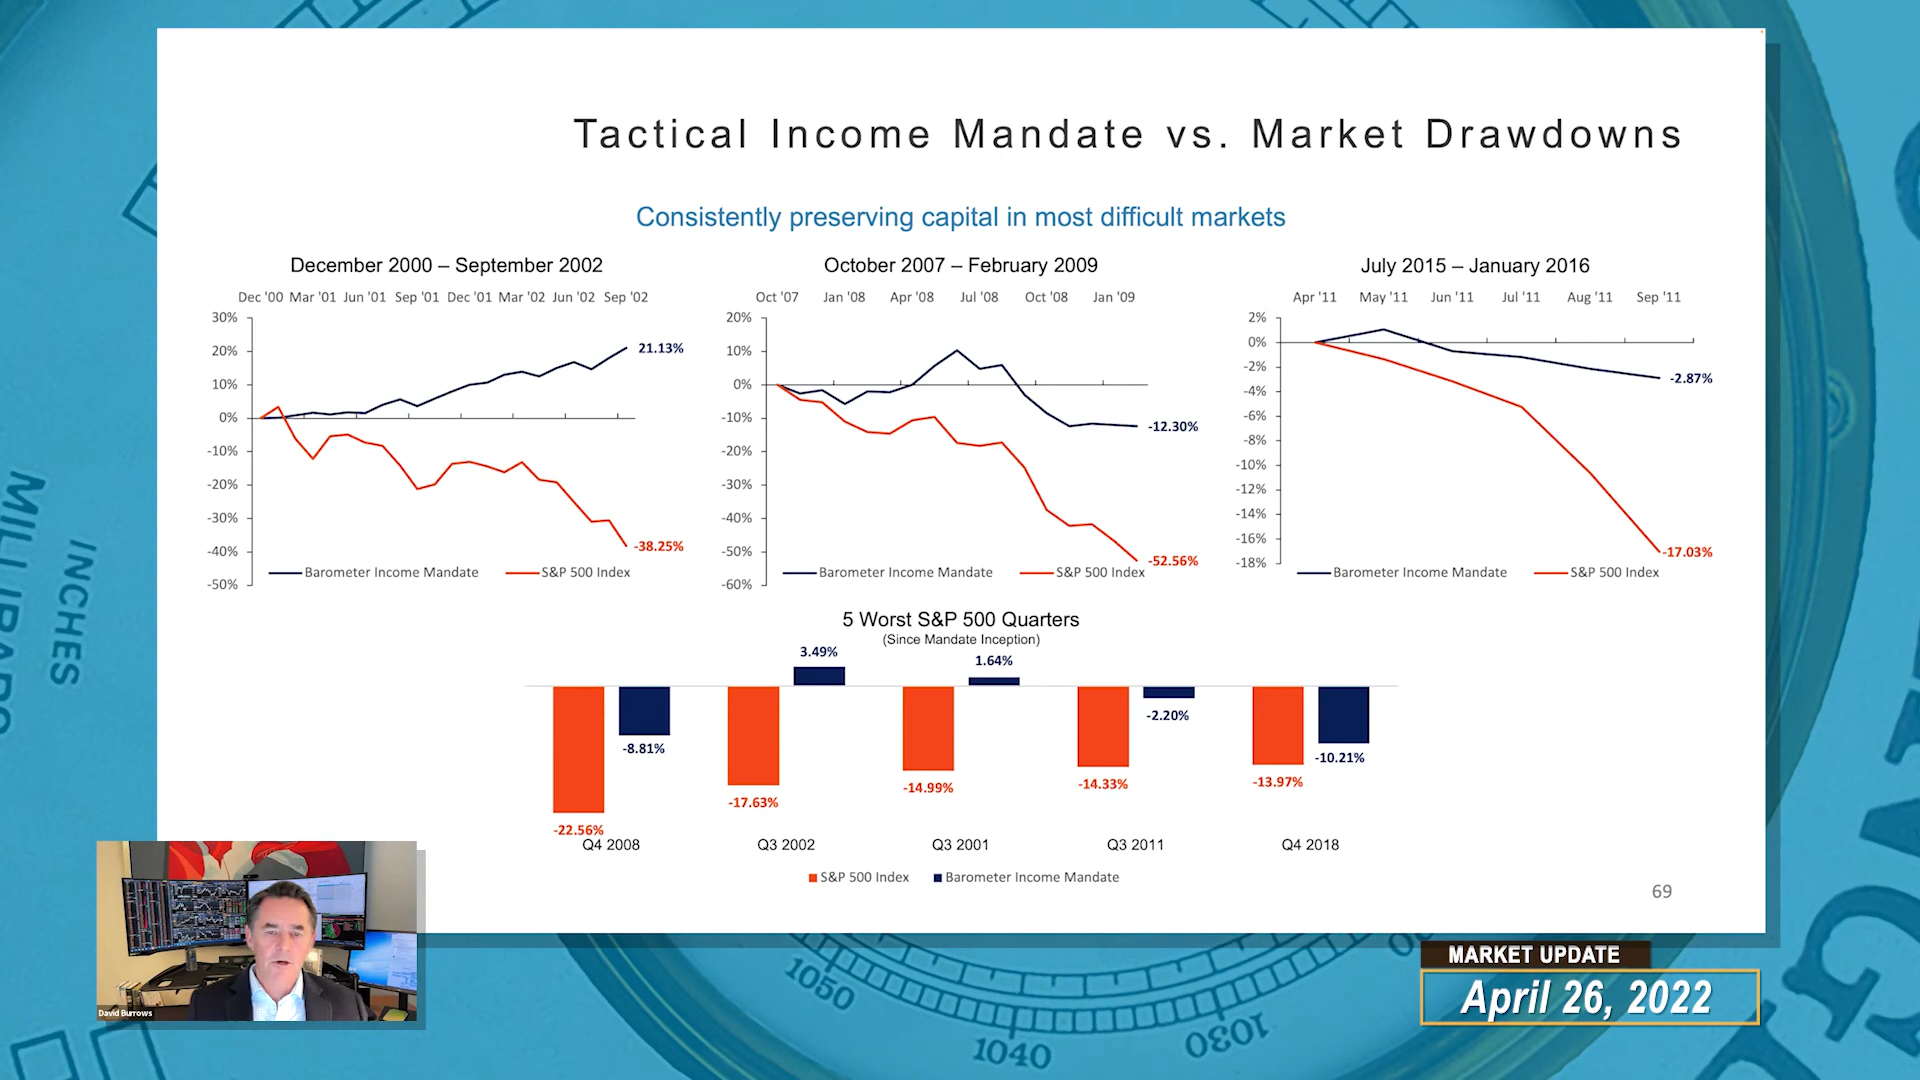 Tactical Income Mandate vs. Market Drawdowns
Consistently preserving capital in most difficult markets
December 2000 – September 2002
Dec '00 Mar '01 Jun '01 Sep '01 Dec '01 Mar '02 Jun '02 Sep '02
30%
20%
10%
0%
-10%
-20%
-30%
-40%
-50%
21.13%
-38.25%
Barometer Income Mandate S&P 500 Index
October 2007 – February 2009
Oct '07 Jan '08 Apr '08 Jul '08 Oct '08 Jan '09
20%
10%
0%
-10%
-20%
-30%
-40%
-50%
-60%
-12.30%
-52.56%
Barometer Income Mandate S&P 500 Index
July 2015 – January 2016
Apr '11 May '11 Jun '11 Jul '11 Aug '11 Sep '11
2%
0%
-2%
-4%
-6%
-8%
-10%
-12%
-14%
-16%
-18%
-2.87%
-17.03%
Barometer Income Mandate S&P 500 Index
5 Worst S&P 500 Quarters
(Since Mandate Inception)
3.49%
1.64%
-8.81%
-2.20%
-10.21%
-22.56%
-17.63%
-14.99%
-14.33%
-13.97%
Q4 2008 Q3 2002 Q3 2001 Q3 2011 Q4 2018
S&P 500 Index Barometer Income Mandate
69
David Burrows
MARKET UPDATE
April 26, 2022
MILLIBARS
INCHES
1050
1040
1030